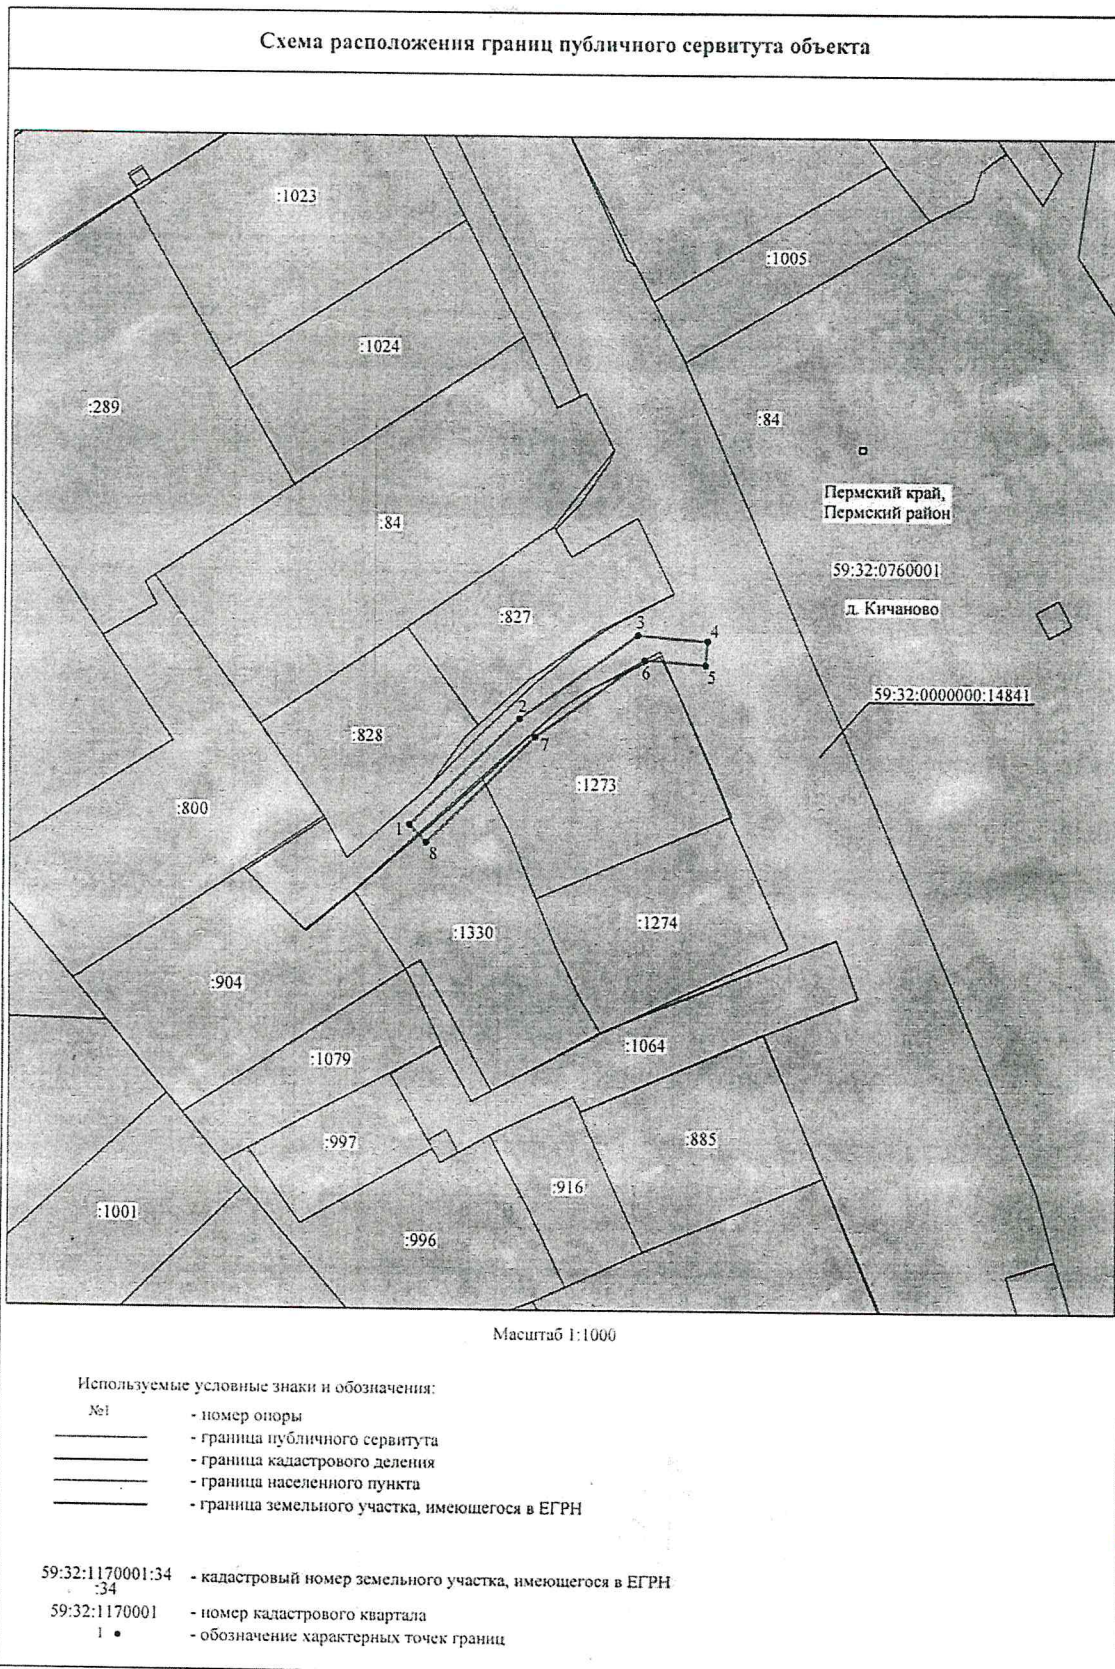 Схема расположения границ публичного сервитута объекта
:1023
:1005
:1024
:289
:84
Пермский край,
Пермский район
:84
59:32:0760001
д. Кичаново
:827
3
4
6
5
59:32:0000000:14841
2
:828
7
:1273
:800
1
8
:1330
:1274
:904
:1064
:1079
:997
:885
:916
:1001
:996
Масштаб 1:1000
Используемые условные знаки и обозначения:
№1 - номер опоры
- граница публичного сервитута
- граница кадастрового деления
- граница населенного пункта
- граница земельного участка, имеющегося в ЕГРН
59:32:1170001:34 - кадастровый номер земельного участка, имеющегося в ЕГРН
:34
59:32:1170001 - номер кадастрового квартала
1 - обозначение характерных точек границ